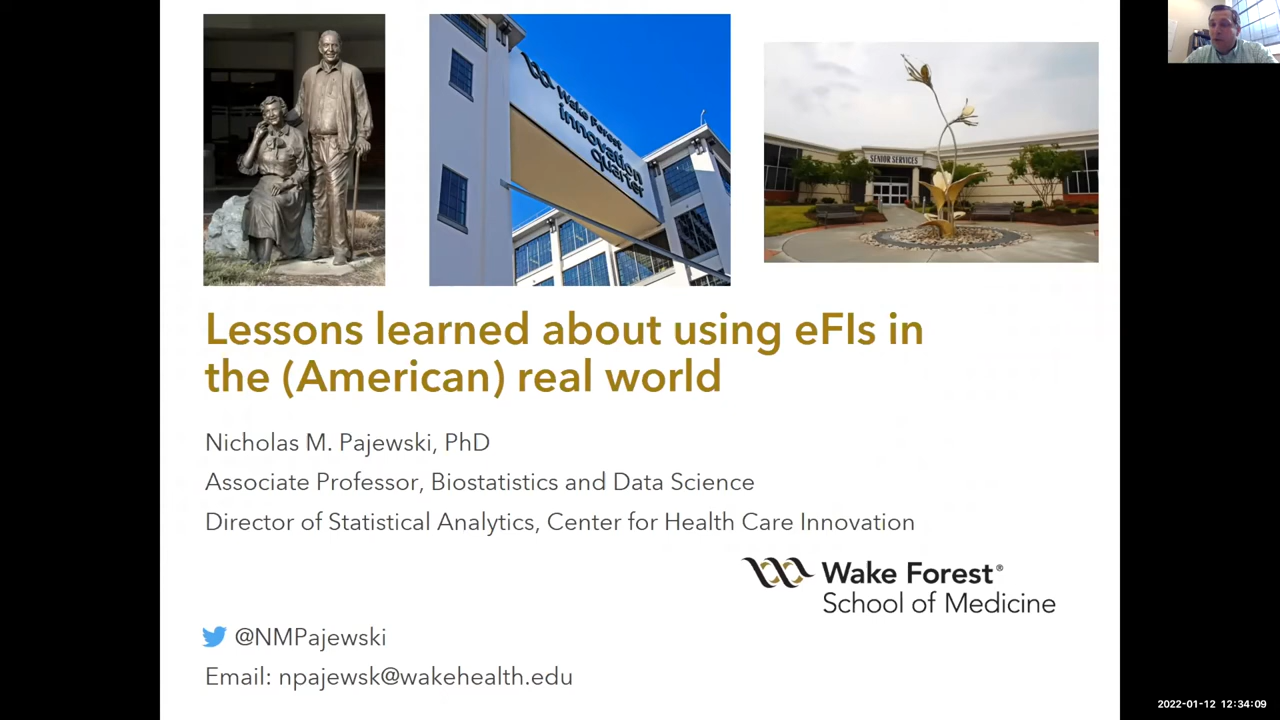 Wake Forest
innovation
quarter
SENIOR SERVICES
Lessons learned about using eFIs in
the (American) real world
Nicholas M. Pajewski, PhD
Associate Professor, Biostatistics and Data Science
Director of Statistical Analytics, Center for Health Care Innovation
Wake Forest®
School of Medicine
@NMPajewski
Email: npajewsk@wakehealth.edu
2022-01-12 12:34:09